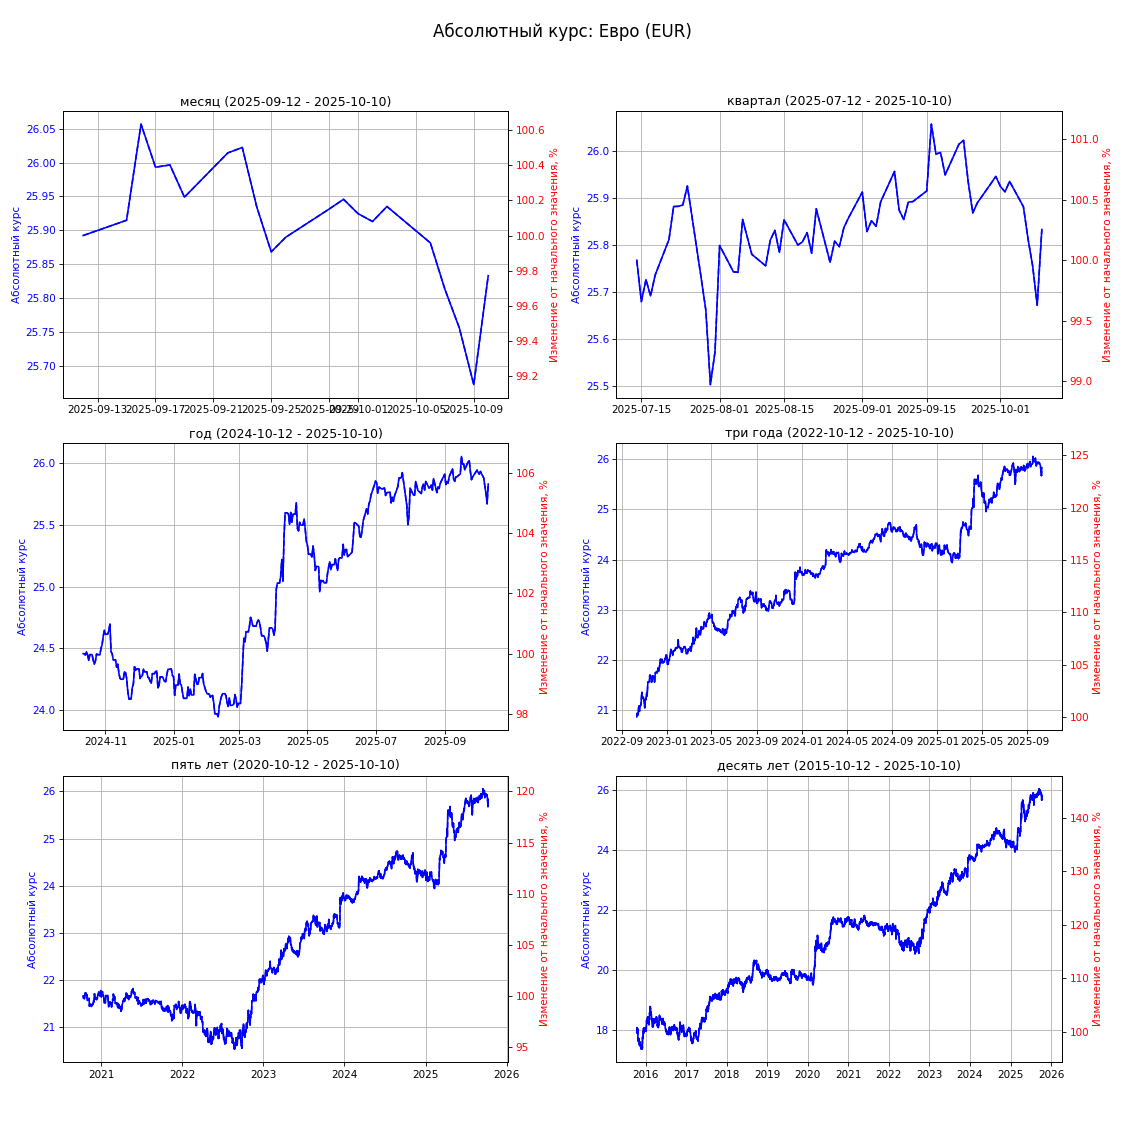 Абсолютный курс: Евро (EUR)
месяц (2025-09-12 - 2025-10-10)
Абсолютный курс
26.05
26.00
25.95
25.90
25.85
25.80
25.75
25.70
100.6
100.4
100.2
100.0
99.8
99.6
99.4
99.2
Изменение от начального значения, %
2025-09-13 2025-09-17 2025-09-21 2025-09-25 2025-09-29 2025-10-01 2025-10-05 2025-10-09
квартал (2025-07-12 - 2025-10-10)
Абсолютный курс
26.0
25.9
25.8
25.7
25.6
25.5
101.0
100.5
100.0
99.5
99.0
Изменение от начального значения, %
2025-07-15 2025-08-01 2025-08-15 2025-09-01 2025-09-15 2025-10-01
год (2024-10-12 - 2025-10-10)
Абсолютный курс
26.0
25.5
25.0
24.5
24.0
106
104
102
100
98
Изменение от начального значения, %
2024-11 2025-01 2025-03 2025-05 2025-07 2025-09
три года (2022-10-12 - 2025-10-10)
Абсолютный курс
26
25
24
23
22
21
125
120
115
110
105
100
Изменение от начального значения, %
2022-09 2023-01 2023-05 2023-09 2024-01 2024-05 2024-09 2025-01 2025-05 2025-09
пять лет (2020-10-12 - 2025-10-10)
Абсолютный курс
26
25
24
23
22
21
120
115
110
105
100
95
Изменение от начального значения, %
2021 2022 2023 2024 2025 2026
десять лет (2015-10-12 - 2025-10-10)
Абсолютный курс
26
24
22
20
18
140
130
120
110
100
Изменение от начального значения, %
2016 2017 2018 2019 2020 2021 2022 2023 2024 2025 2026